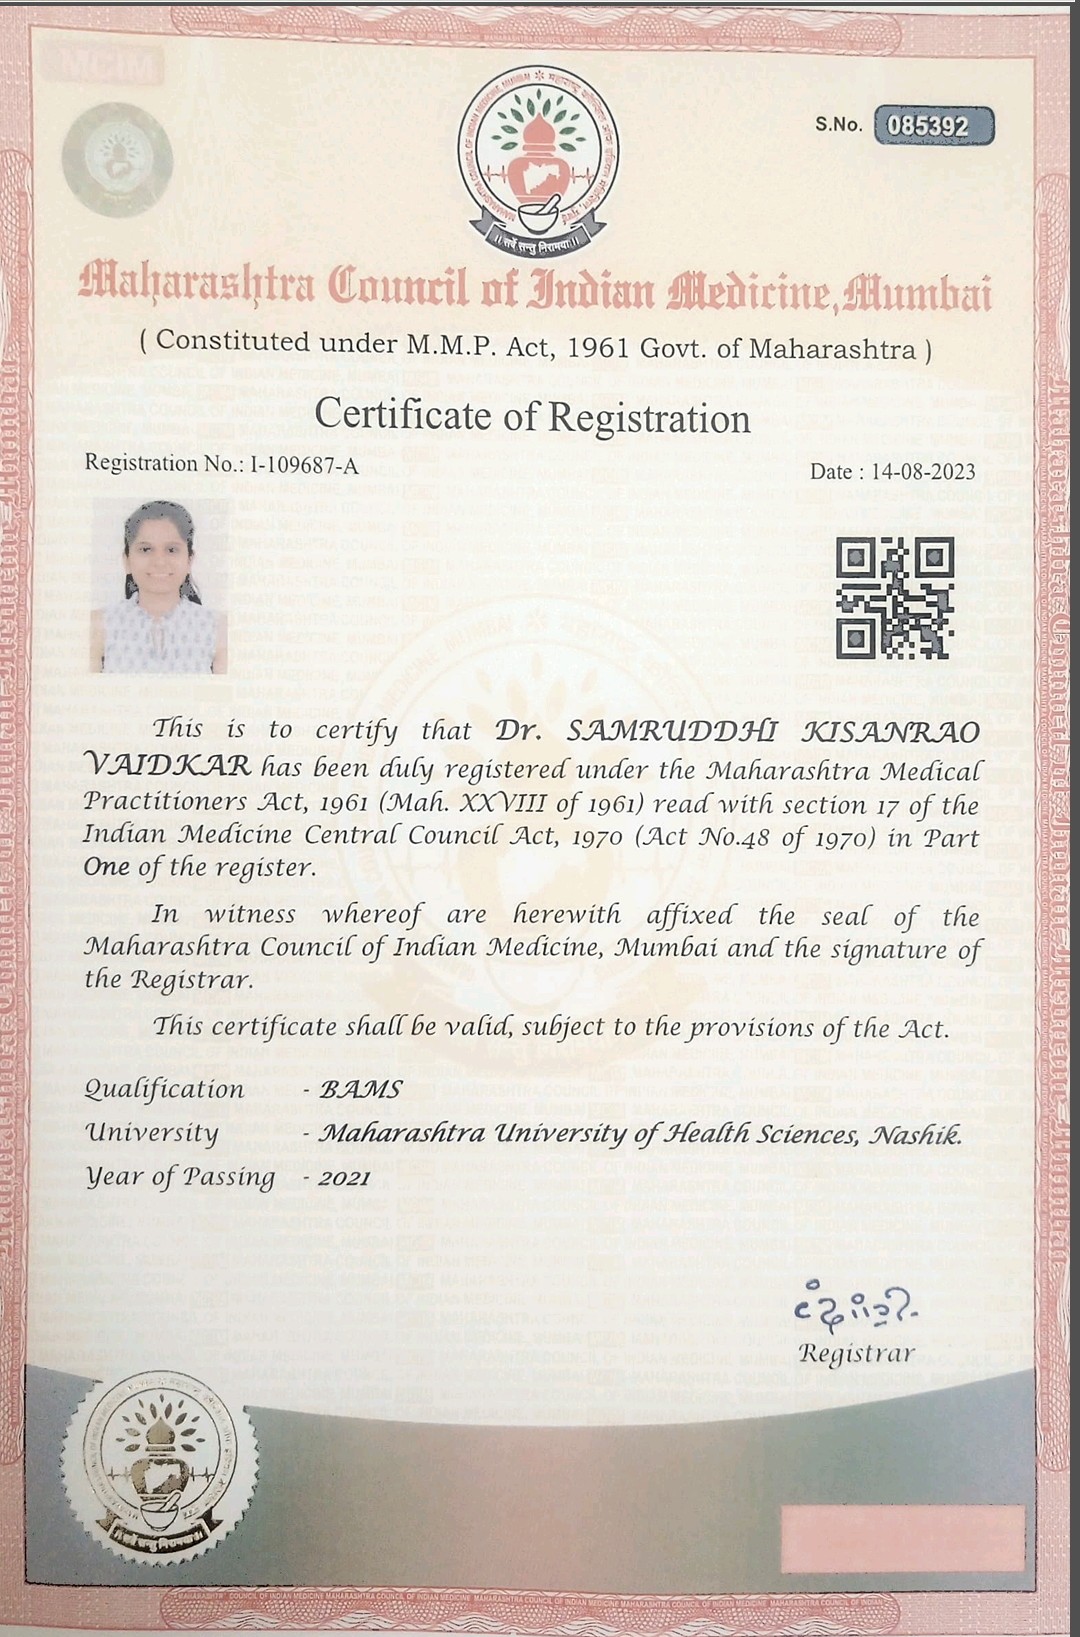 S.No. 085392
MAHARASHTRA COUNCIL OF INDIAN MEDICINE, MUMBAI
।। सर्वे सन्तु निरामयाः ।।
Maharashtra Council of Indian Medicine, Mumbai
( Constituted under M.M.P. Act, 1961 Govt. of Maharashtra )
Certificate of Registration
Registration No.: I-109687-A
Date : 14-08-2023
This is to certify that Dr. SAMRUDDHI KISANRAO
VAIDKAR has been duly registered under the Maharashtra Medical
Practitioners Act, 1961 (Mah. XXVIII of 1961) read with section 17 of the
Indian Medicine Central Council Act, 1970 (Act No.48 of 1970) in Part
One of the register.
In witness whereof are herewith affixed the seal of the
Maharashtra Council of Indian Medicine, Mumbai and the signature of
the Registrar.
This certificate shall be valid, subject to the provisions of the Act.
Qualification - BAMS
University - Maharashtra University of Health Sciences, Nashik.
Year of Passing - 2021
Registrar